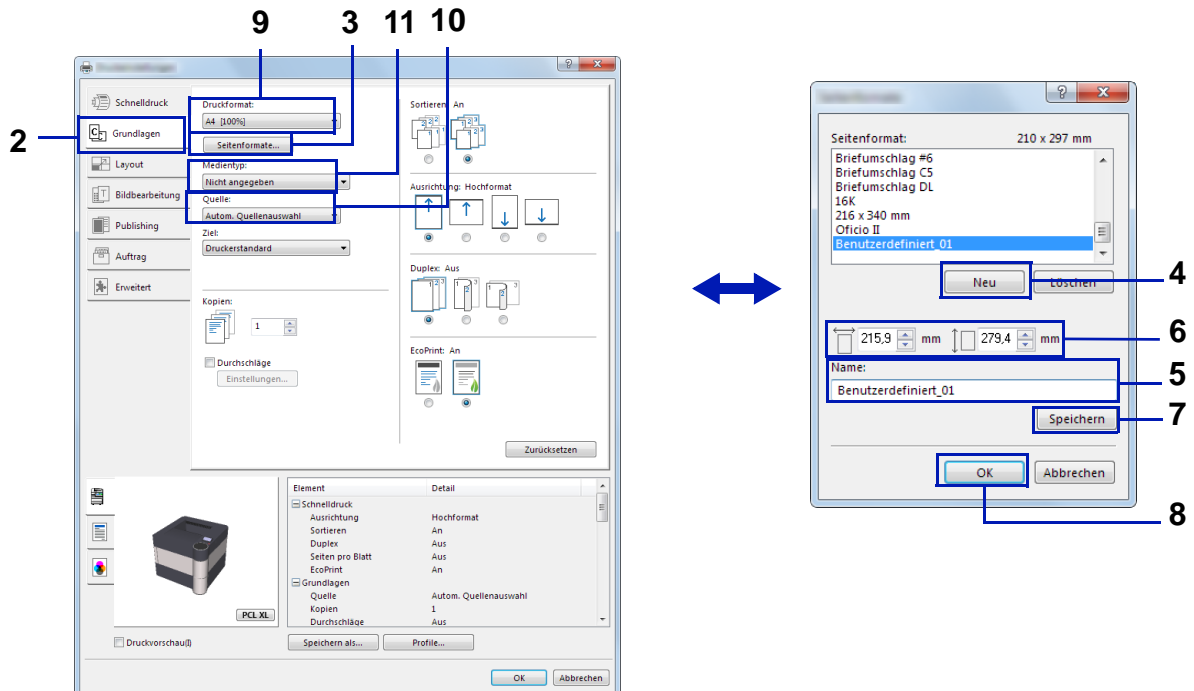 9
3
11
10
2
Schnelldruck
Grundlagen
Layout
Bildbearbeitung
Publishing
Auftrag
Erweitert
Druckformat:
A4 [100%]
Seitenformate...
Medientyp:
Nicht angegeben
Quelle:
Autom. Quellenauswahl
Ziel:
Druckerstandard
Kopien:
1
Durchschläge
Einstellungen...
Sortieren: An
Ausrichtung: Hochformat
Duplex: Aus
EcoPrint: An
Zurücksetzen
PCL XL
Element Detail
Schnelldruck
Ausrichtung Hochformat
Sortieren An
Duplex Aus
Seiten pro Blatt Aus
EcoPrint An
Grundlagen
Quelle Autom. Quellenauswahl
Kopien 1
Durchschläge Aus
Druckvorschau(I)
Speichern als...
Profile...
OK
Abbrechen
Seitenformat: 210 x 297 mm
Briefumschlag #6
Briefumschlag C5
Briefumschlag DL
16K
216 x 340 mm
Oficio II
Benutzerdefiniert_01
Neu
Löschen
4
215,9 mm 279,4 mm
6
Name:
Benutzerdefiniert_01
5
Speichern
7
OK
Abbrechen
8